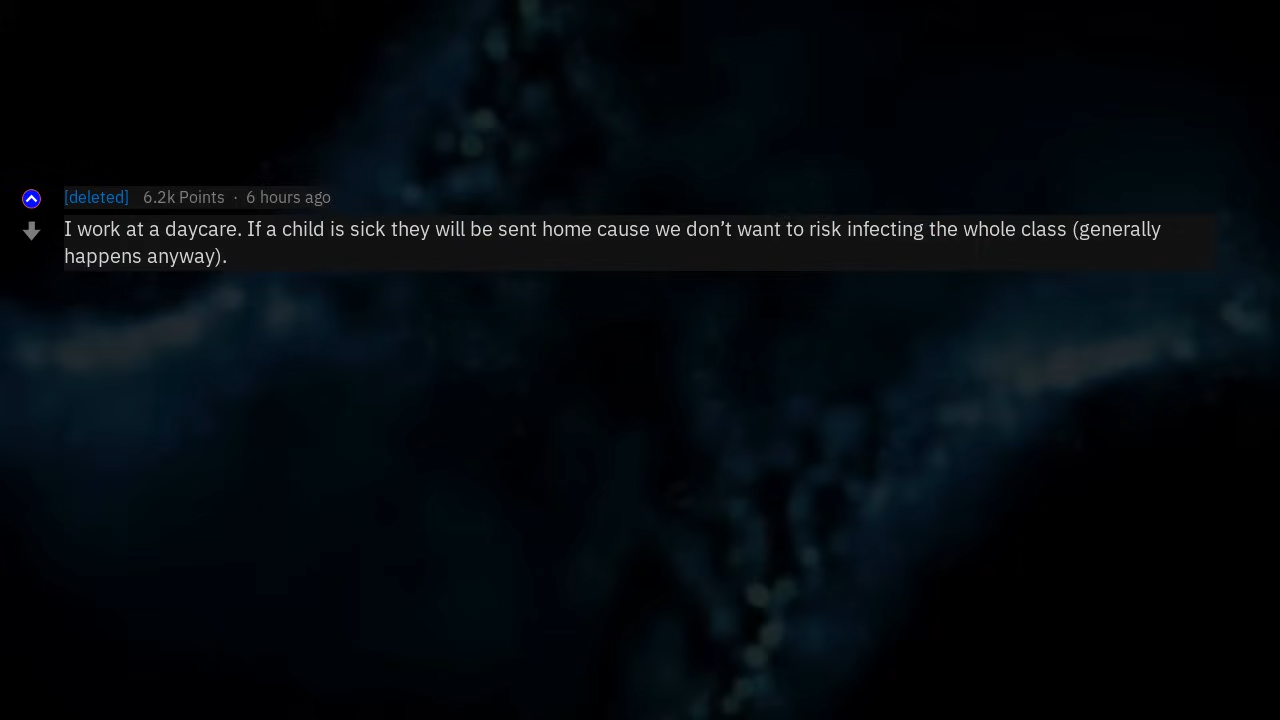 [deleted] 6.2k Points · 6 hours ago
I work at a daycare. If a child is sick they will be sent home cause we don’t want to risk infecting the whole class (generally
happens anyway).